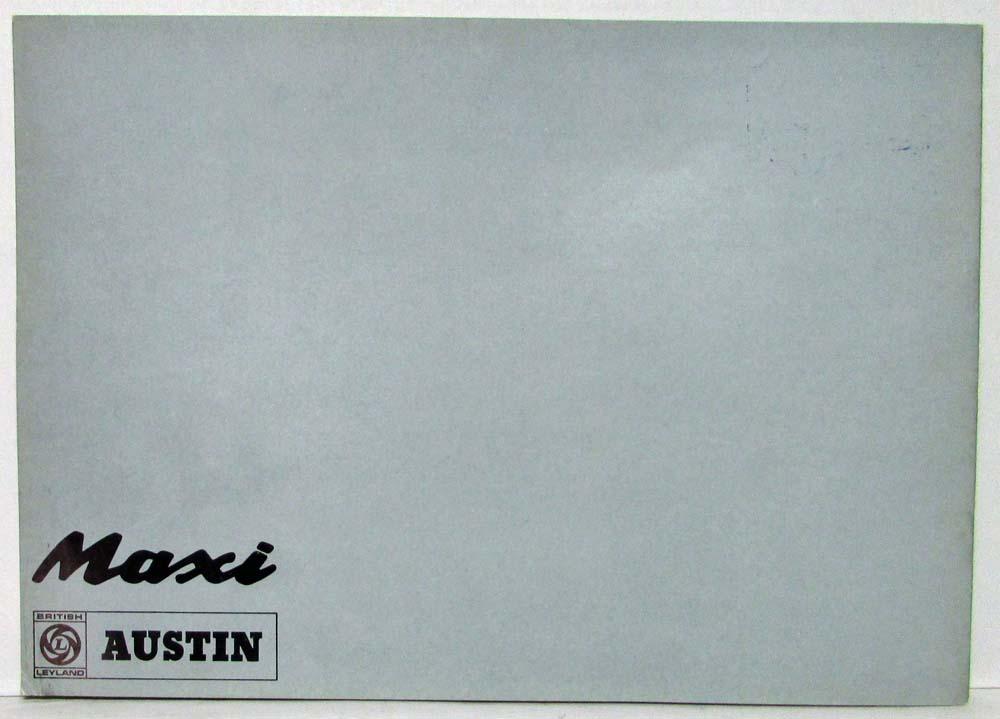 Maxi
BRITISH
L
LEYLAND
AUSTIN